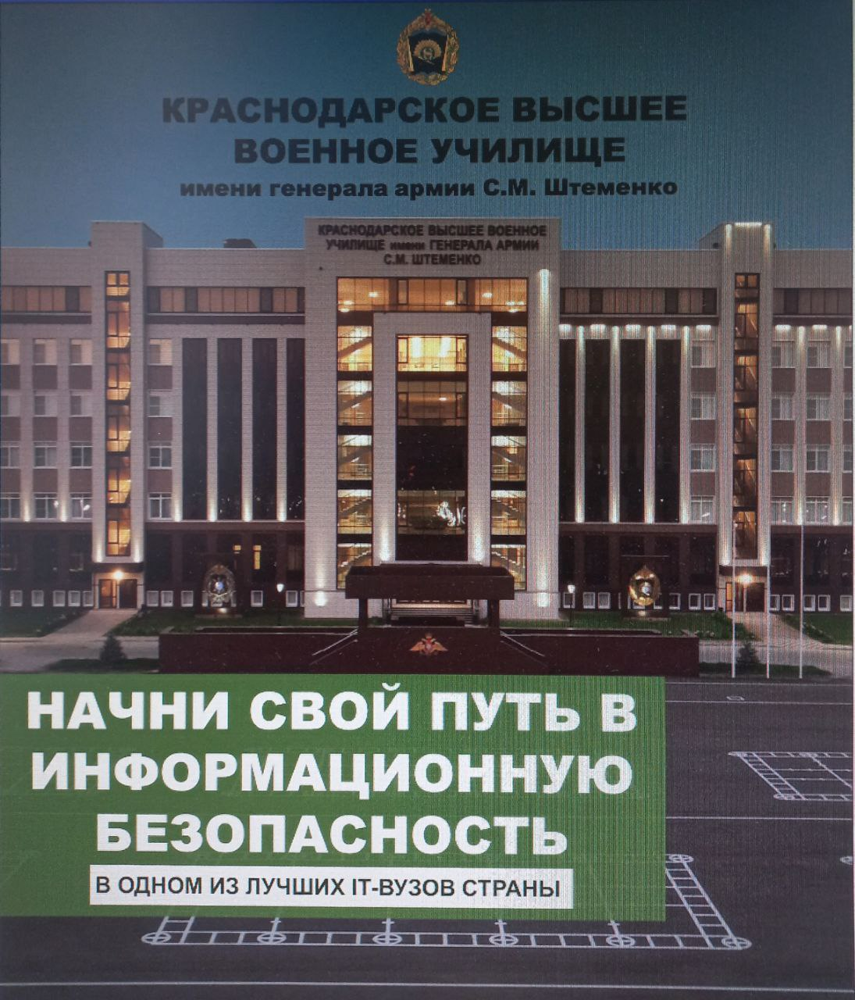 КРАСНОДАРСКОЕ ВЫСШЕЕ
ВОЕННОЕ УЧИЛИЩЕ
имени генерала армии С.М. Штеменко
КРАСНОДАРСКОЕ ВЫСШЕЕ ВОЕННОЕ
УЧИЛИЩЕ имени ГЕНЕРАЛА АРМИИ
С.М. ШТЕМЕНКО
НАЧНИ СВОЙ ПУТЬ В
ИНФОРМАЦИОННУЮ
БЕЗОПАСНОСТЬ
В ОДНОМ ИЗ ЛУЧШИХ IT-ВУЗОВ СТРАНЫ